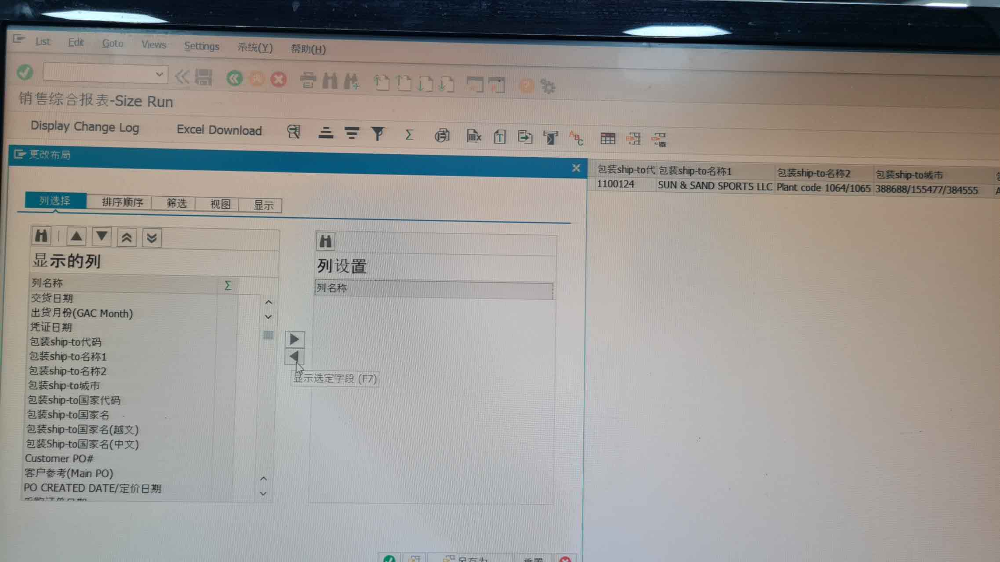 List Edit Goto Views Settings 系统(Y) 帮助(H)
销售综合报表-Size Run
Display Change Log Excel Download
更改布局
包装ship-to代 包装ship-to名称1 包装ship-to名称2 包装ship-to城市
1100124 SUN & SAND SPORTS LLC Plant code 1064/1065 388688/155477/384555
列选择 排序顺序 筛选 视图 显示
显示的列
列名称
交货日期
出货月份(GAC Month)
凭证日期
包装ship-to代码
包装ship-to名称1
包装ship-to名称2
包装ship-to城市
包装ship-to国家代码
包装ship-to国家名
包装ship-to国家名(越文)
包装Ship-to国家名(中文)
Customer PO#
客户参考(Main PO)
PO CREATED DATE/定价日期
列设置
列名称
显示选定字段 (F7)
另存为 重置